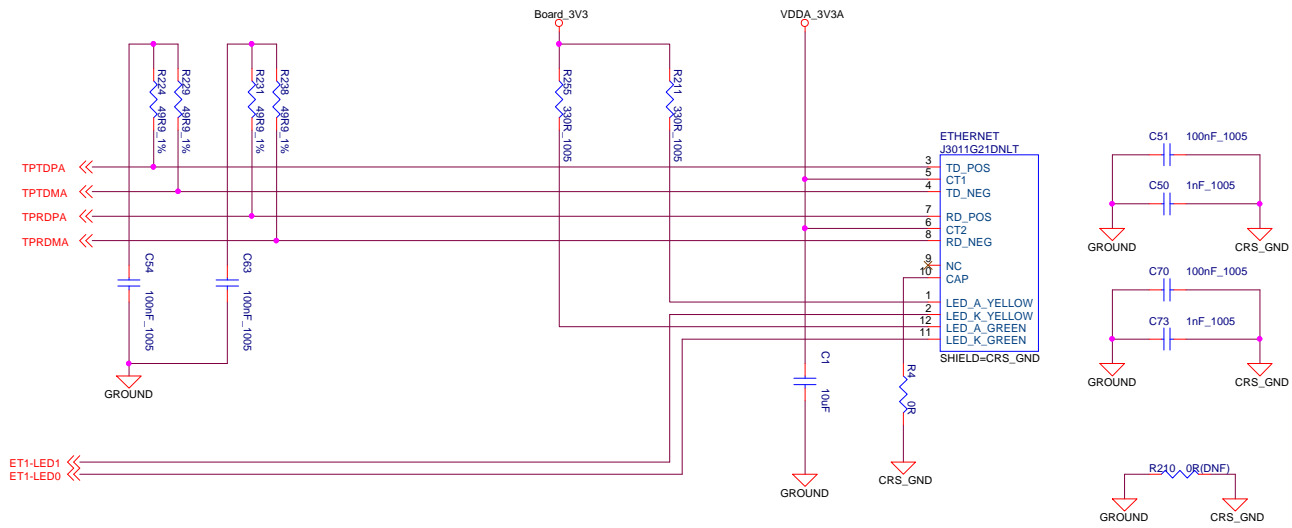 Board_3V3
VDDA_3V3A
R224
49R9_1%
R229
49R9_1%
R231
49R9_1%
R238
49R9_1%
R255
330R_1005
R211
330R_1005
ETHERNET
J3011G21DNLT
TPTDPA
TPTDMA
TPRDPA
TPRDMA
3 TD_POS
5 CT1
4 TD_NEG
7 RD_POS
6 CT2
8 RD_NEG
9 NC
10 CAP
1 LED_A_YELLOW
2 LED_K_YELLOW
12 LED_A_GREEN
11 LED_K_GREEN
SHIELD=CRS_GND
C51 100nF_1005
C50 1nF_1005
GROUND
CRS_GND
C70 100nF_1005
C73 1nF_1005
GROUND
CRS_GND
C54
100nF_1005
C63
100nF_1005
GROUND
C1
10uF
GROUND
R4
0R
CRS_GND
ET1-LED1
ET1-LED0
R210 0R(DNF)
GROUND
CRS_GND